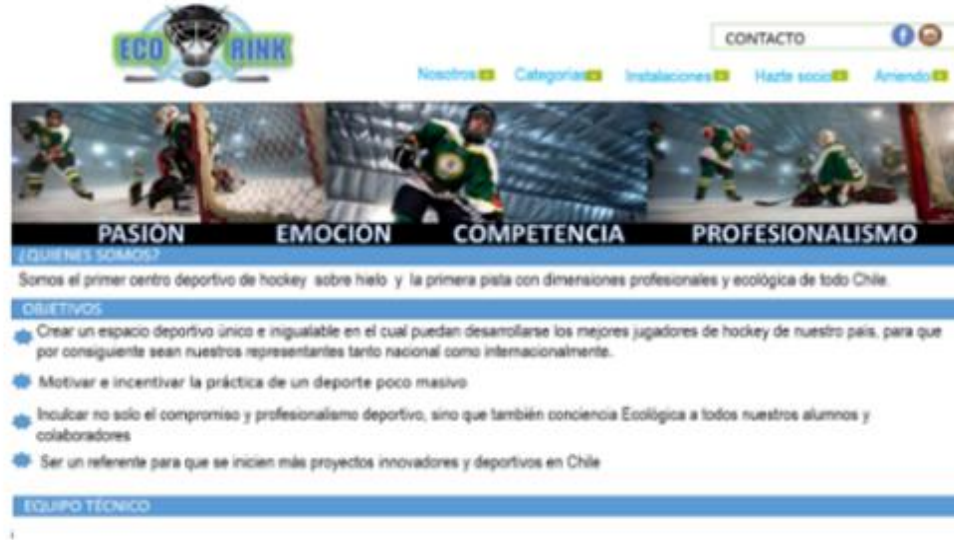 ECO RINK
CONTACTO
Nosotros Categorias Instalaciones Hazte socio Arriendo
PASIÓN EMOCIÓN COMPETENCIA PROFESIONALISMO
¿QUIENES SOMOS?
Somos el primer centro deportivo de hockey sobre hielo y la primera pista con dimensiones profesionales y ecológica de todo Chile.
OBJETIVOS
Crear un espacio deportivo único e inigualable en el cual puedan desarrollarse los mejores jugadores de hockey de nuestro país, para que
por consiguiente sean nuestros representantes tanto nacional como internacionalmente.
Motivar e incentivar la práctica de un deporte poco masivo
Inculcar no solo el compromiso y profesionalismo deportivo, sino que también conciencia Ecológica a todos nuestros alumnos y
colaboradores
Ser un referente para que se inicien más proyectos innovadores y deportivos en Chile
EQUIPO TÉCNICO